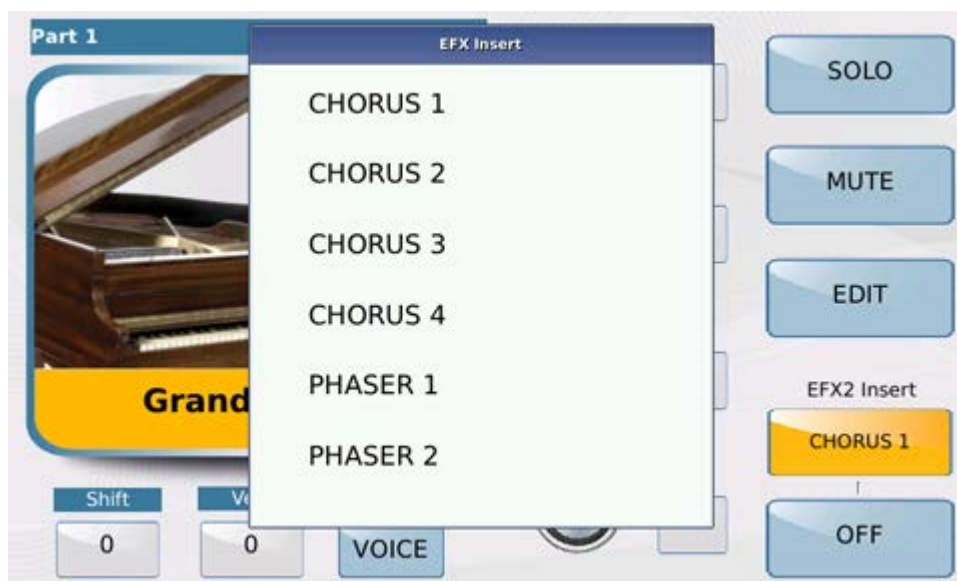 Part 1
EFX Insert
CHORUS 1
CHORUS 2
CHORUS 3
CHORUS 4
PHASER 1
PHASER 2
Grand
Shift
0
0
VOICE
SOLO
MUTE
EDIT
EFX2 Insert
CHORUS 1
OFF